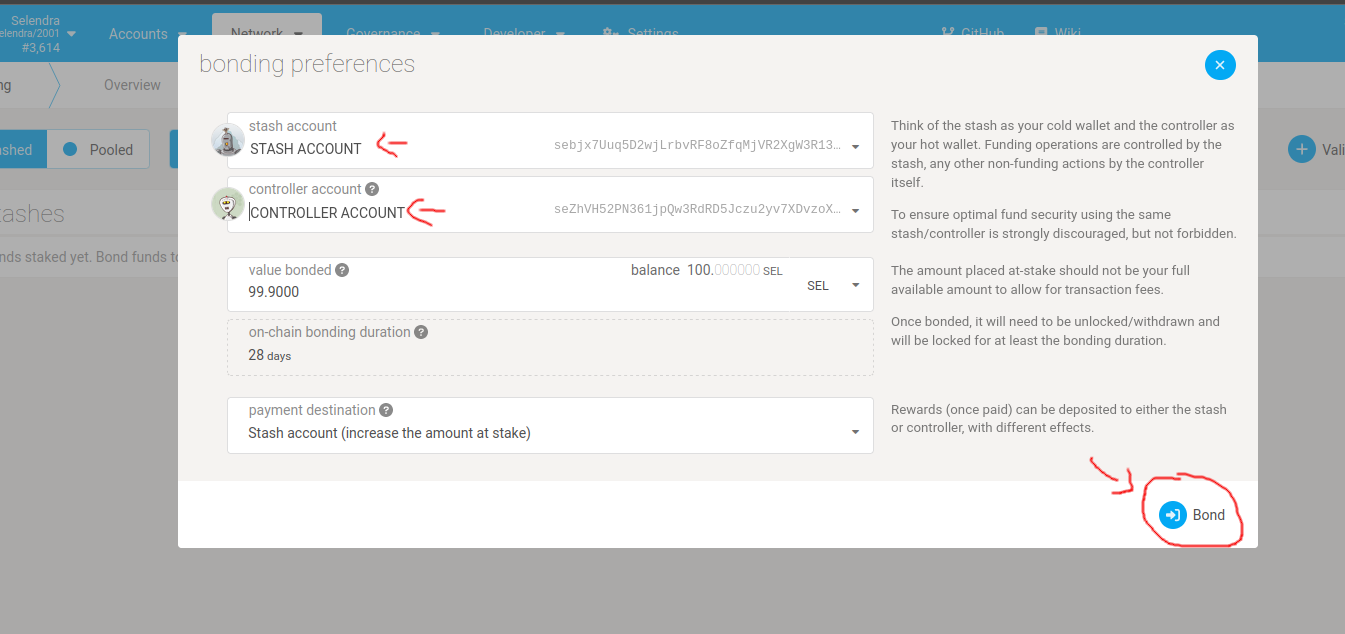 Selendra
elendra/2001
#3,614
Accounts
Network
Governance
Developer
Settings
GitHub
Wiki
ng
Overview
ashed
Pooled
Vali
tashes
nds staked yet. Bond funds to
bonding preferences
stash account
STASH ACCOUNT
sebjx7Uuq5D2wjLrbvRF8oZfqMjVR2XgW3R13…
controller account ?
CONTROLLER ACCOUNT
seZhVH52PN361jpQw3RdRD5Jczu2yv7XDvzoX…
value bonded ?
balance 100.000000 SEL
99.9000
SEL
on-chain bonding duration ?
28 days
payment destination ?
Stash account (increase the amount at stake)
Think of the stash as your cold wallet and the controller as
your hot wallet. Funding operations are controlled by the
stash, any other non-funding actions by the controller
itself.
To ensure optimal fund security using the same
stash/controller is strongly discouraged, but not forbidden.
The amount placed at-stake should not be your full
available amount to allow for transaction fees.
Once bonded, it will need to be unlocked/withdrawn and
will be locked for at least the bonding duration.
Rewards (once paid) can be deposited to either the stash
or controller, with different effects.
Bond